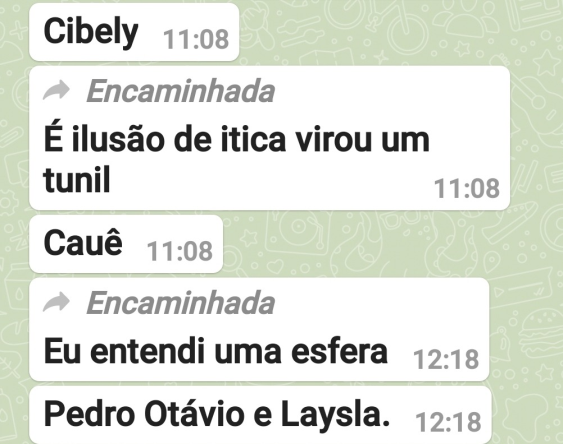 Cibely 11:08
Encaminhada
É ilusão de itica virou um
tunil 11:08
Cauê 11:08
Encaminhada
Eu entendi uma esfera 12:18
Pedro Otávio e Laysla. 12:18